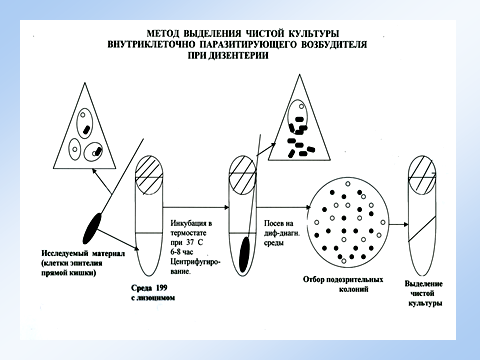 МЕТОД ВЫДЕЛЕНИЯ ЧИСТОЙ КУЛЬТУРЫ
ВНУТРИКЛЕТОЧНО ПАРАЗИТИРУЮЩЕГО ВОЗБУДИТЕЛЯ
ПРИ ДИЗЕНТЕРИИ
Исследуемый материал
(клетки эпителия
прямой кишки)
Среда 199
с лизоцимом
Инкубация в
термостате
при 37 С
6-8 час
Центрифугиро-
вание.
Посев на
диф-диагн.
среды
Отбор подозрительных
колоний
Выделение
чистой
культуры